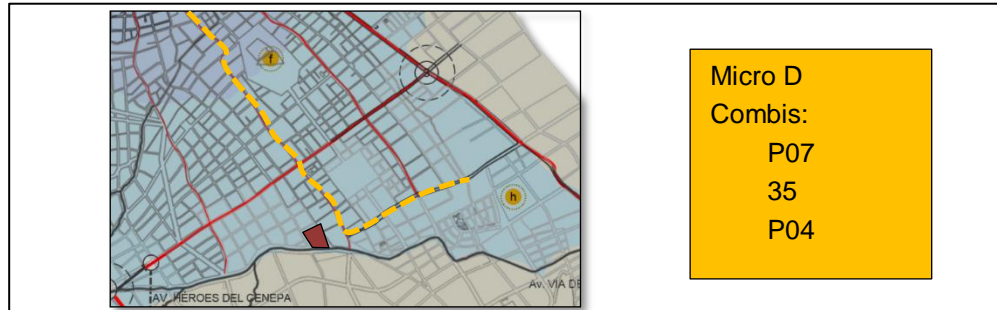 f
h
AV. HÉROES DEL CENEPA
Av. VIA DE
Micro D
Combis:
P07
35
P04